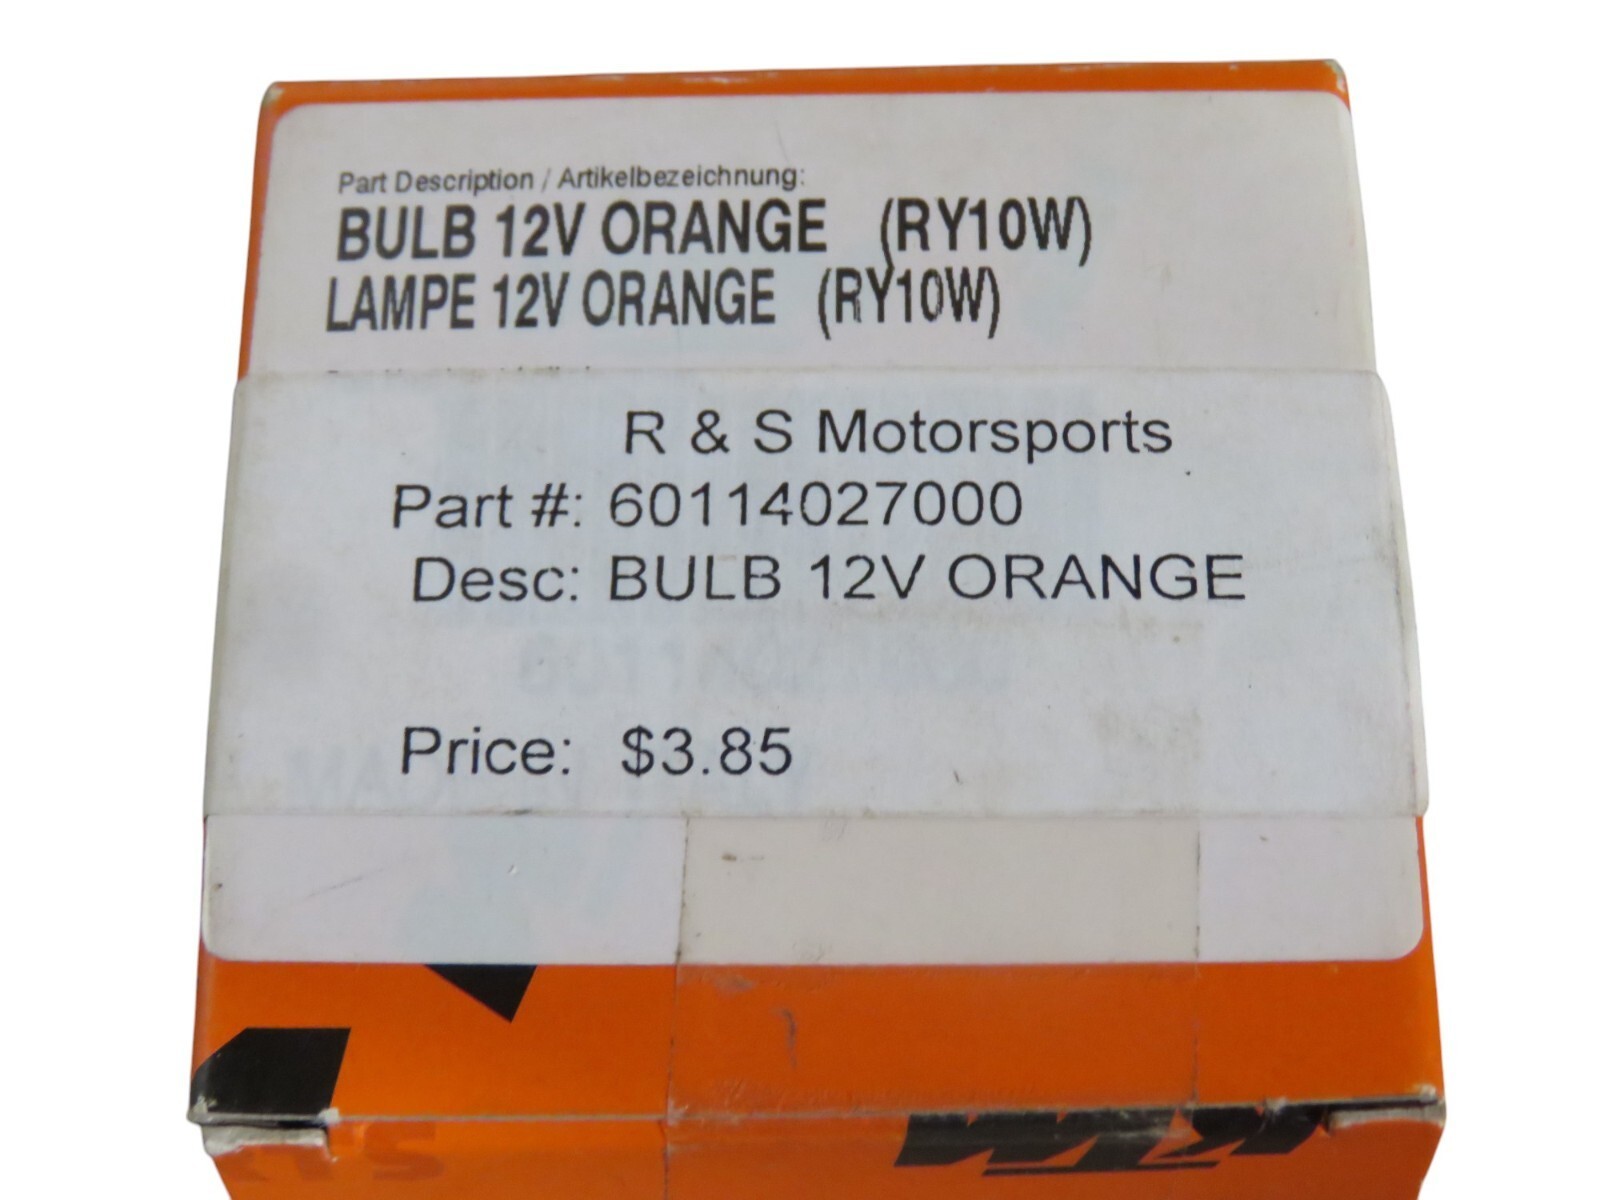 Part Description / Artikelbezeichnung:
BULB 12V ORANGE (RY10W)
LAMPE 12V ORANGE (RY10W)
R & S Motorsports
Part #: 60114027000
Desc: BULB 12V ORANGE
Price: $3.85
KTM